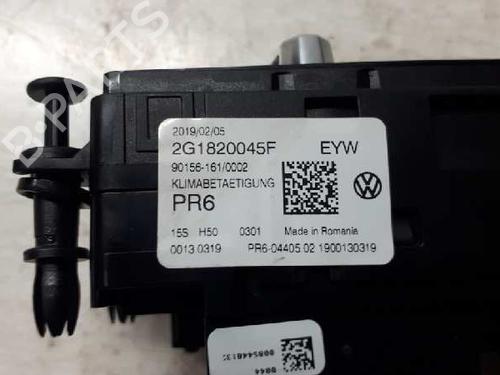 B-PARTS
2019/02/05
2G1820045F EYW
90156-161/0002
KLIMABETAETIGUNG
PR6
15S H50 0301 Made in Romania
0013 0319 PR6-04405 02 1900130319
0044